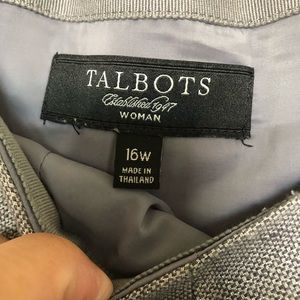 TALBOTS
Established 1947
WOMAN
16W
MADE IN
THAILAND